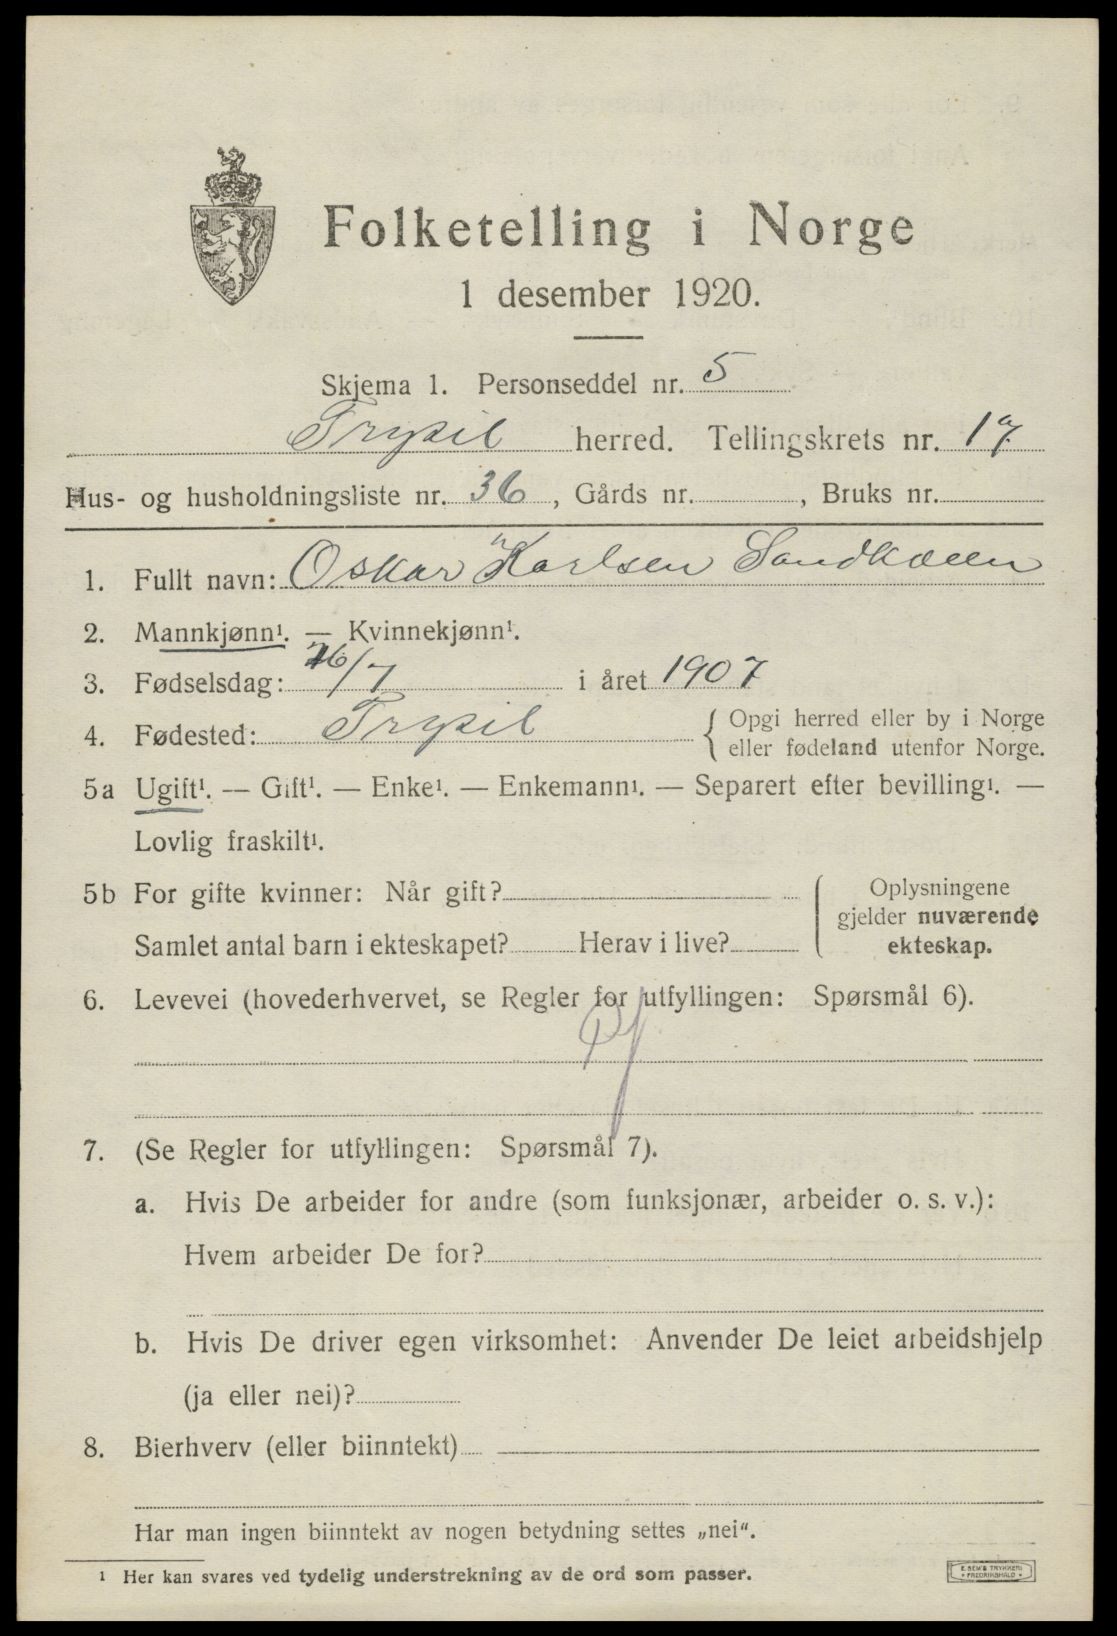 Folketelling i Norge
1 desember 1920.
Skjema 1. Personseddel nr. 5
Trysil herred. Tellingskrets nr. 17
Hus- og husholdningsliste nr. 36, Gårds nr. , Bruks nr.
1. Fullt navn: Oskar Karlsen
2. Mannkjønn¹. — Kvinnekjønn¹.
3. Fødselsdag: 26/7 i året 1907
4. Fødested: Trysil { Opgi herred eller by i Norge
eller fødeland utenfor Norge.
5a Ugift¹. — Gift¹. — Enke¹. — Enkemann¹. — Separert efter bevilling¹. —
Lovlig fraskilt¹.
5b For gifte kvinner: Når gift?
Samlet antal barn i ekteskapet? Herav i live?
Oplysningene
gjelder nuværende
ekteskap.
6. Levevei (hovederhvervet, se Regler for utfyllingen: Spørsmål 6).
7. (Se Regler for utfyllingen: Spørsmål 7).
a. Hvis De arbeider for andre (som funksjonær, arbeider o. s. v.):
Hvem arbeider De for?
b. Hvis De driver egen virksomhet: Anvender De leiet arbeidshjelp
(ja eller nei)?
8. Bierhverv (eller biinntekt)
Har man ingen biinntekt av nogen betydning settes „nei“.
¹ Her kan svares ved tydelig understrekning av de ord som passer.
E. SEM'S TRYKKERI
FREDRIKSHALD